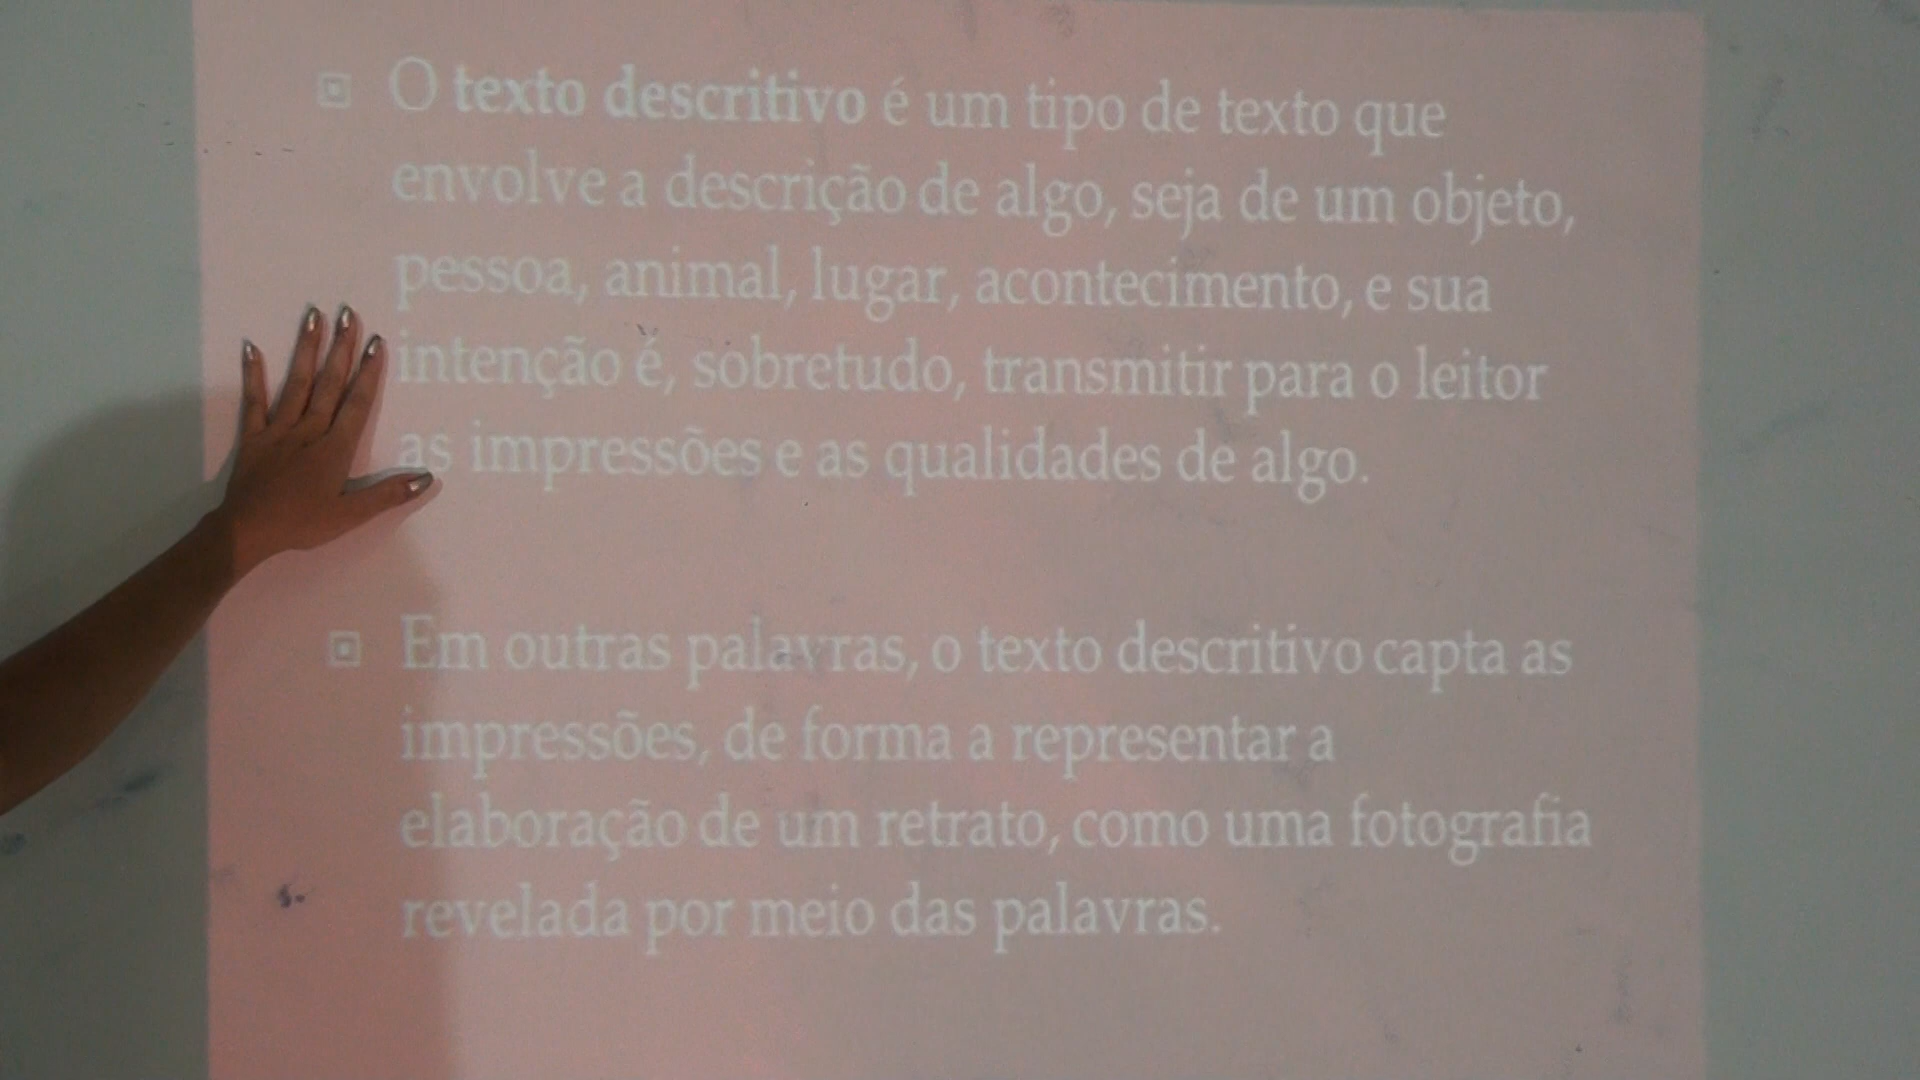 O texto descritivo é um tipo de texto que
envolve a descrição de algo, seja de um objeto,
pessoa, animal, lugar, acontecimento, e sua
intenção é, sobretudo, transmitir para o leitor
as impressões e as qualidades de algo.
Em outras palavras, o texto descritivo capta as
impressões, de forma a representar a
elaboração de um retrato, como uma fotografia
revelada por meio das palavras.